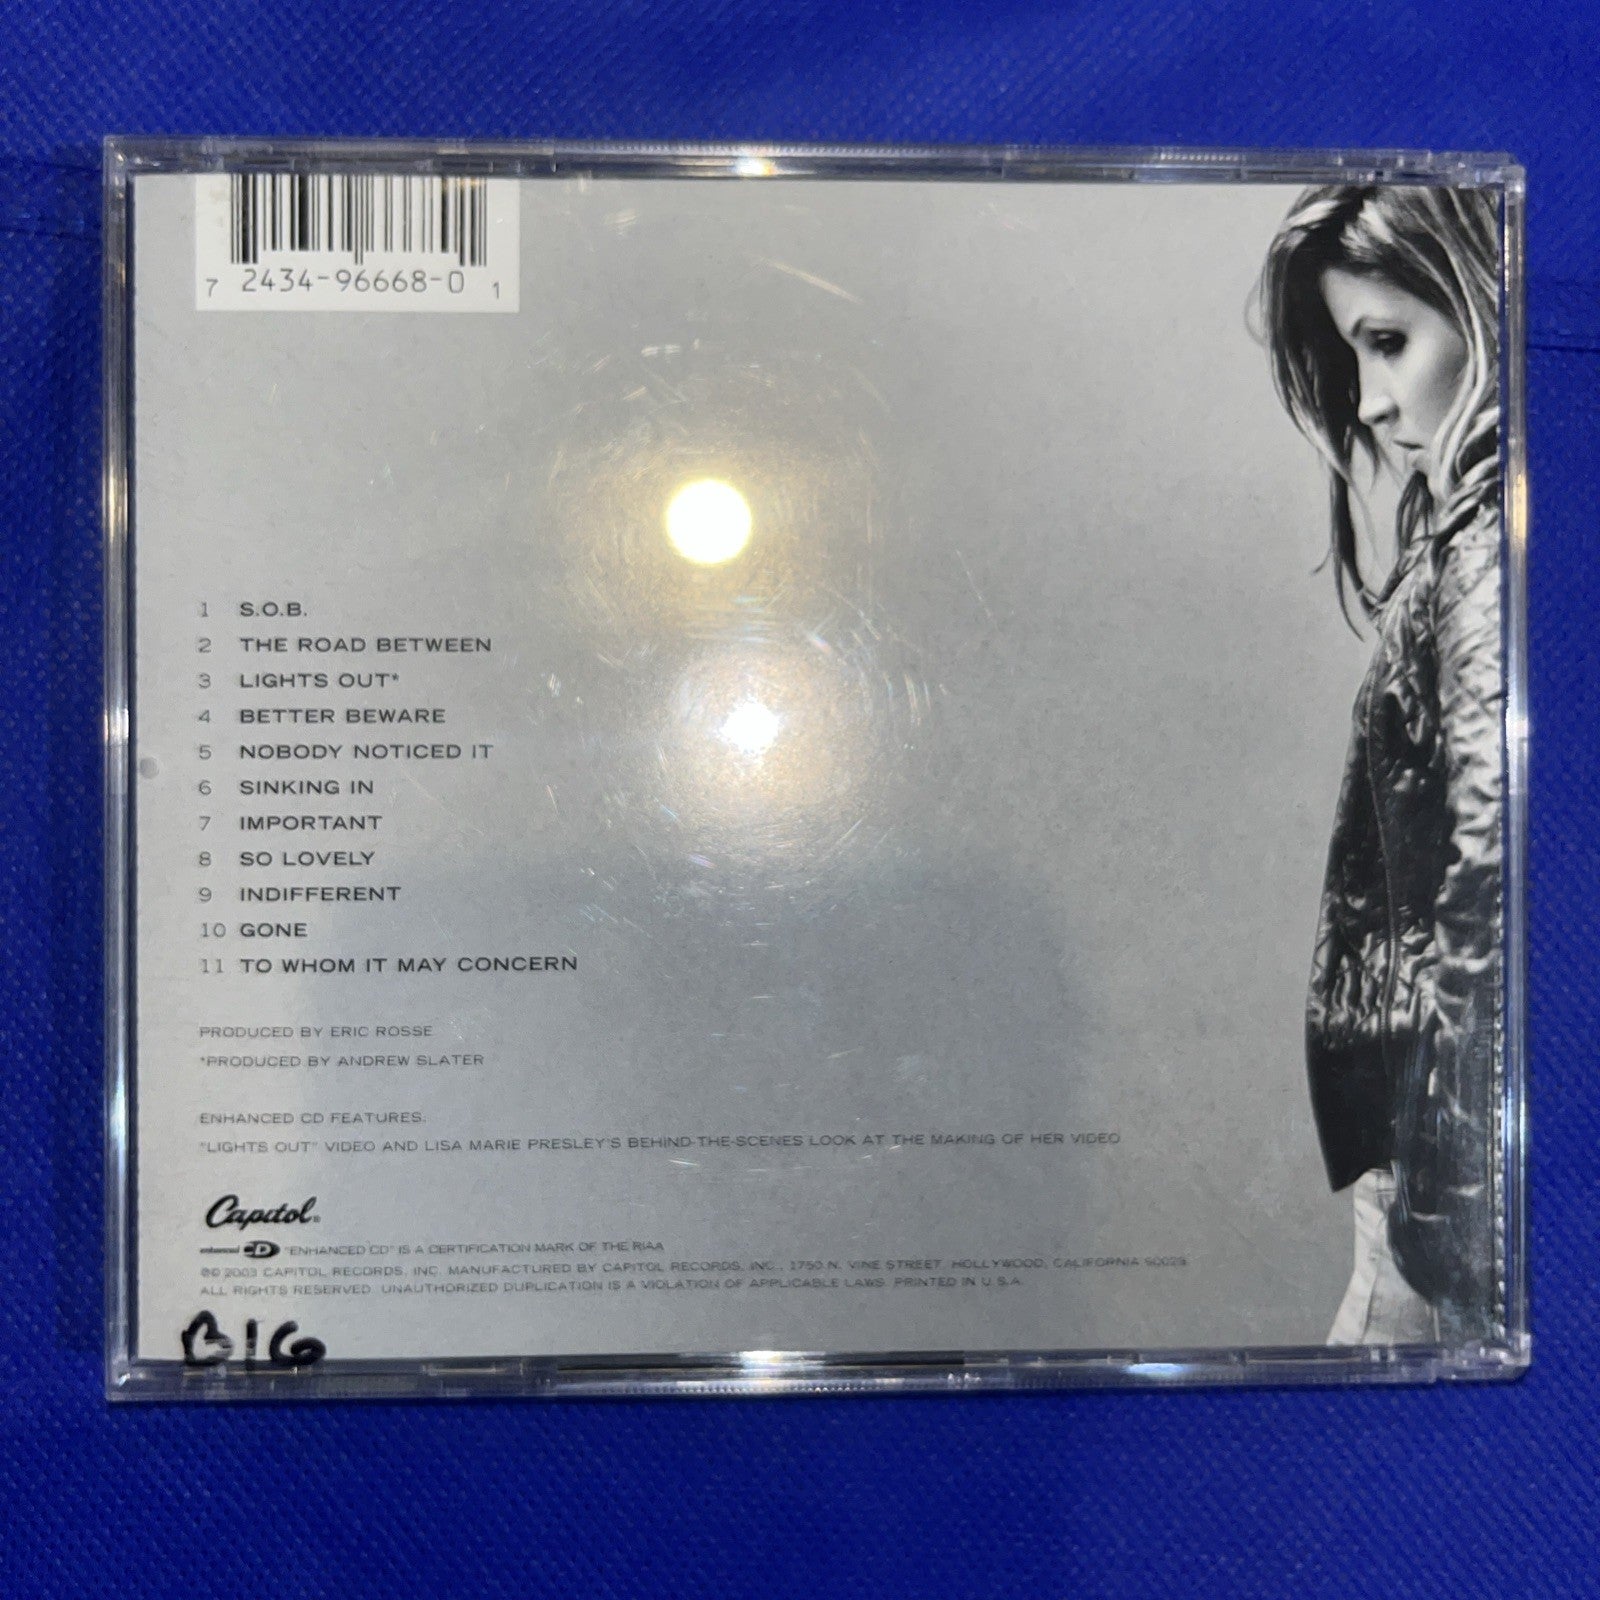 7 2434-96668-0 1
1 S.O.B.
2 THE ROAD BETWEEN
3 LIGHTS OUT*
4 BETTER BEWARE
5 NOBODY NOTICED IT
6 SINKING IN
7 IMPORTANT
8 SO LOVELY
9 INDIFFERENT
10 GONE
11 TO WHOM IT MAY CONCERN
PRODUCED BY ERIC ROSSE
*PRODUCED BY ANDREW SLATER
ENHANCED CD FEATURES:
"LIGHTS OUT" VIDEO AND LISA MARIE PRESLEY'S BEHIND-THE-SCENES LOOK AT THE MAKING OF HER VIDEO
Capitol®
enhanced CD "ENHANCED CD" IS A CERTIFICATION MARK OF THE RIAA
℗© 2003 CAPITOL RECORDS, INC. MANUFACTURED BY CAPITOL RECORDS, INC., 1750 N. VINE STREET, HOLLYWOOD, CALIFORNIA 90028
ALL RIGHTS RESERVED. UNAUTHORIZED DUPLICATION IS A VIOLATION OF APPLICABLE LAWS. PRINTED IN U.S.A.